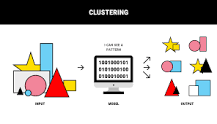 CLUSTERING
I CAN SEE A
PATTERN
1001000101
0101000100
0100010001
INPUT
MODEL
OUTPUT